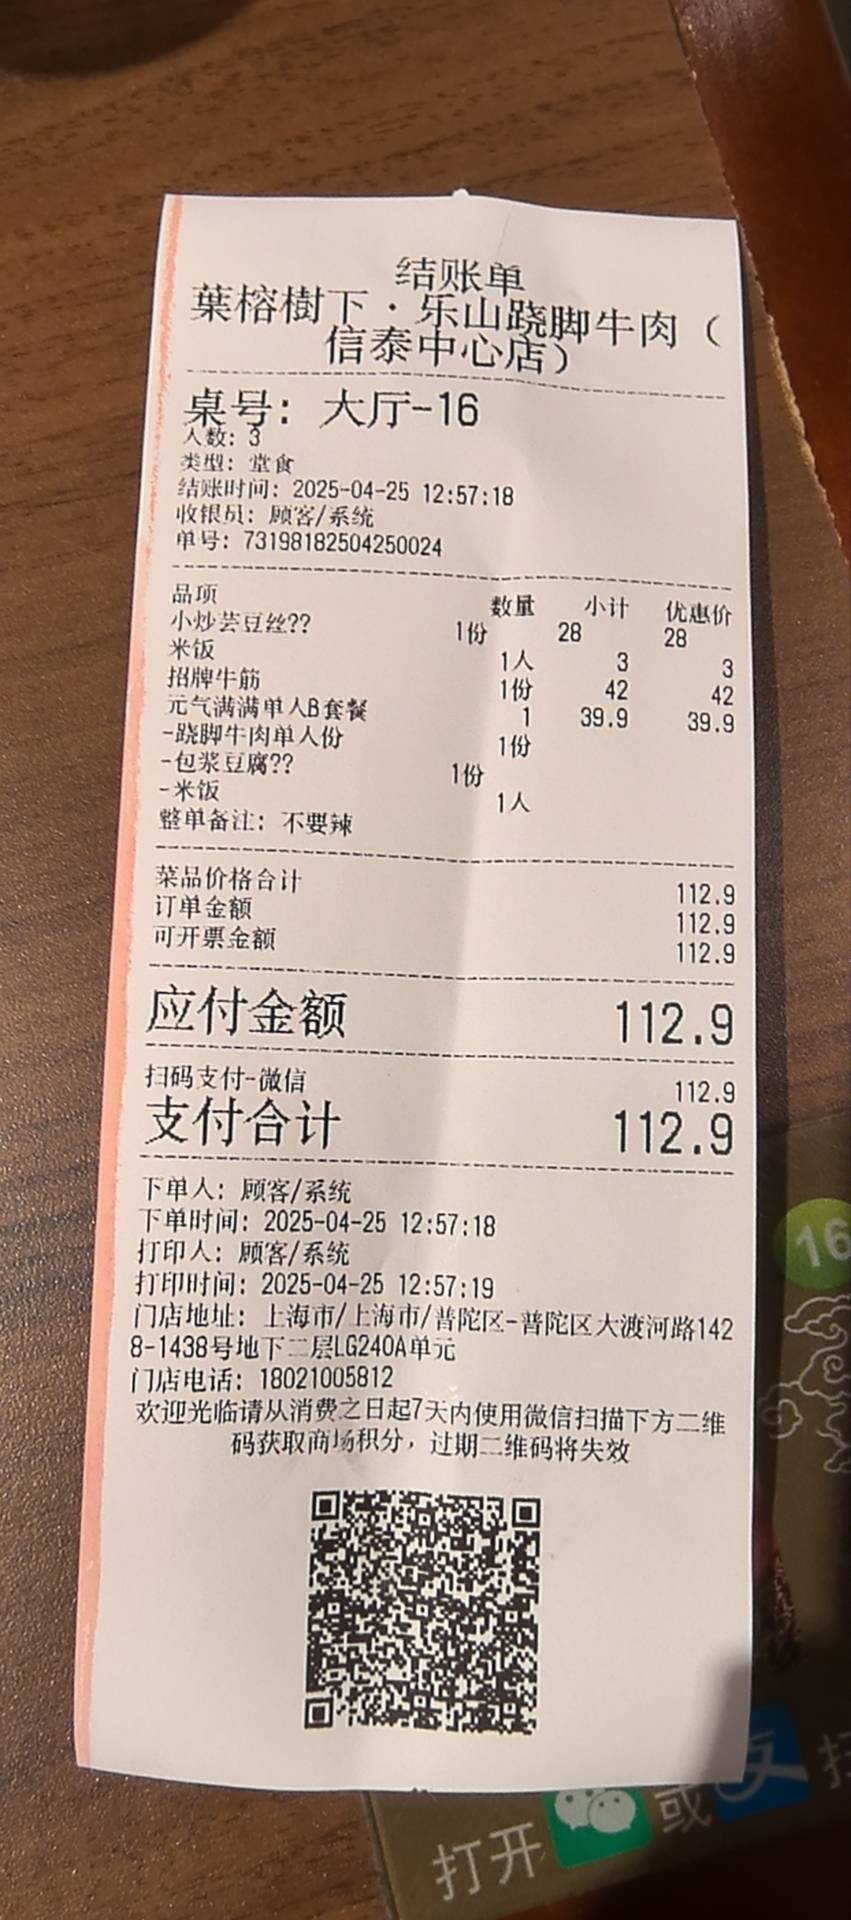 结账单
葉榕樹下·乐山跷脚牛肉（
信泰中心店）
桌号: 大厅-16
人数: 3
类型: 堂食
结账时间: 2025-04-25 12:57:18
收银员: 顾客/系统
单号: 73198182504250024
品项 数量 小计 优惠价
小炒芸豆丝?? 1份 28 28
米饭 1人 3 3
招牌牛筋 1份 42 42
元气满满单人B套餐 1 39.9 39.9
-跷脚牛肉单人份 1份
-包浆豆腐?? 1份
-米饭 1人
整单备注: 不要辣
菜品价格合计 112.9
订单金额 112.9
可开票金额 112.9
应付金额 112.9
扫码支付-微信 112.9
支付合计 112.9
下单人: 顾客/系统
下单时间: 2025-04-25 12:57:18
打印人: 顾客/系统
打印时间: 2025-04-25 12:57:19
门店地址: 上海市/上海市/普陀区-普陀区大渡河路142
8-1438号地下二层LG240A单元
门店电话: 18021005812
欢迎光临请从消费之日起7天内使用微信扫描下方二维
码获取商场积分，过期二维码将失效
16
打开 或 支 扫